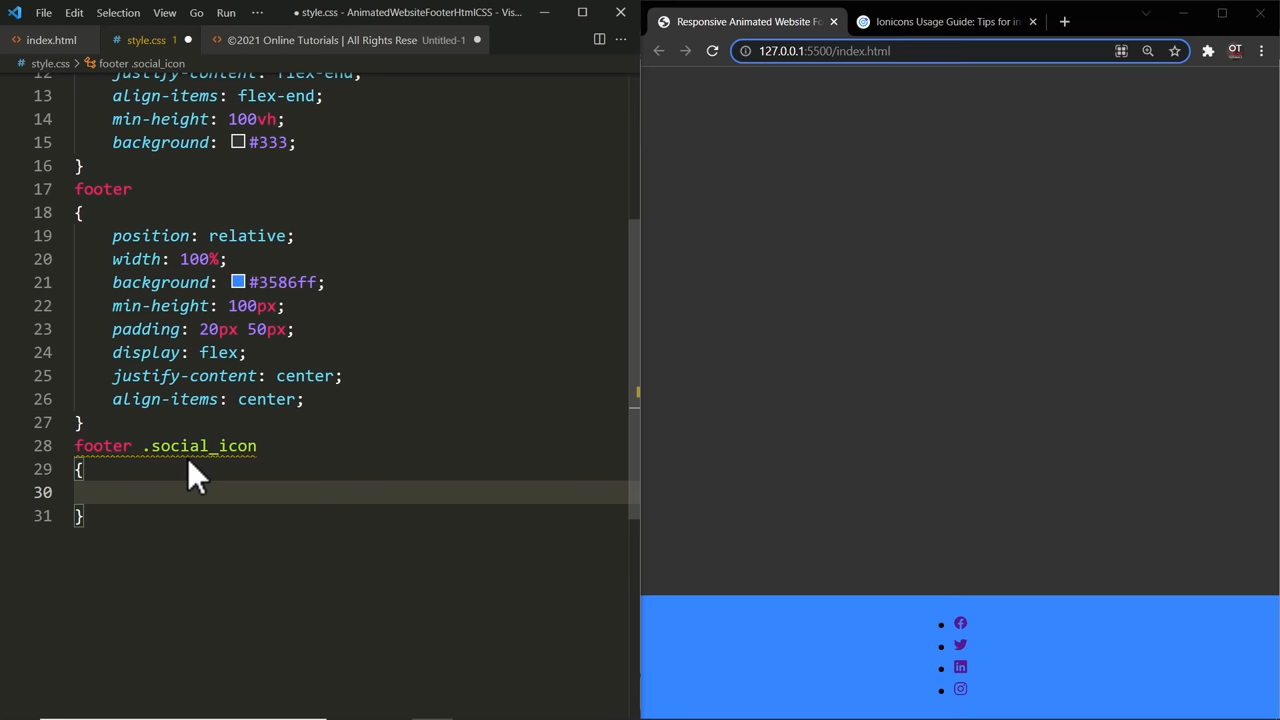 File Edit Selection View Go Run ··· ● style.css - AnimatedWebsiteFooterHtmlCSS - Vis...
<> index.html # style.css 1 ● <> ©2021 Online Tutorials | All Rights Rese Untitled-1 ●
# style.css > footer .social_icon
12 justify-content: flex-end;
13 align-items: flex-end;
14 min-height: 100vh;
15 background: #333;
16 }
17 footer
18 {
19 position: relative;
20 width: 100%;
21 background: #3586ff;
22 min-height: 100px;
23 padding: 20px 50px;
24 display: flex;
25 justify-content: center;
26 align-items: center;
27 }
28 footer .social_icon
29 {
30
31 }
Responsive Animated Website Fo
Ionicons Usage Guide: Tips for in
127.0.0.1:5500/index.html
OT